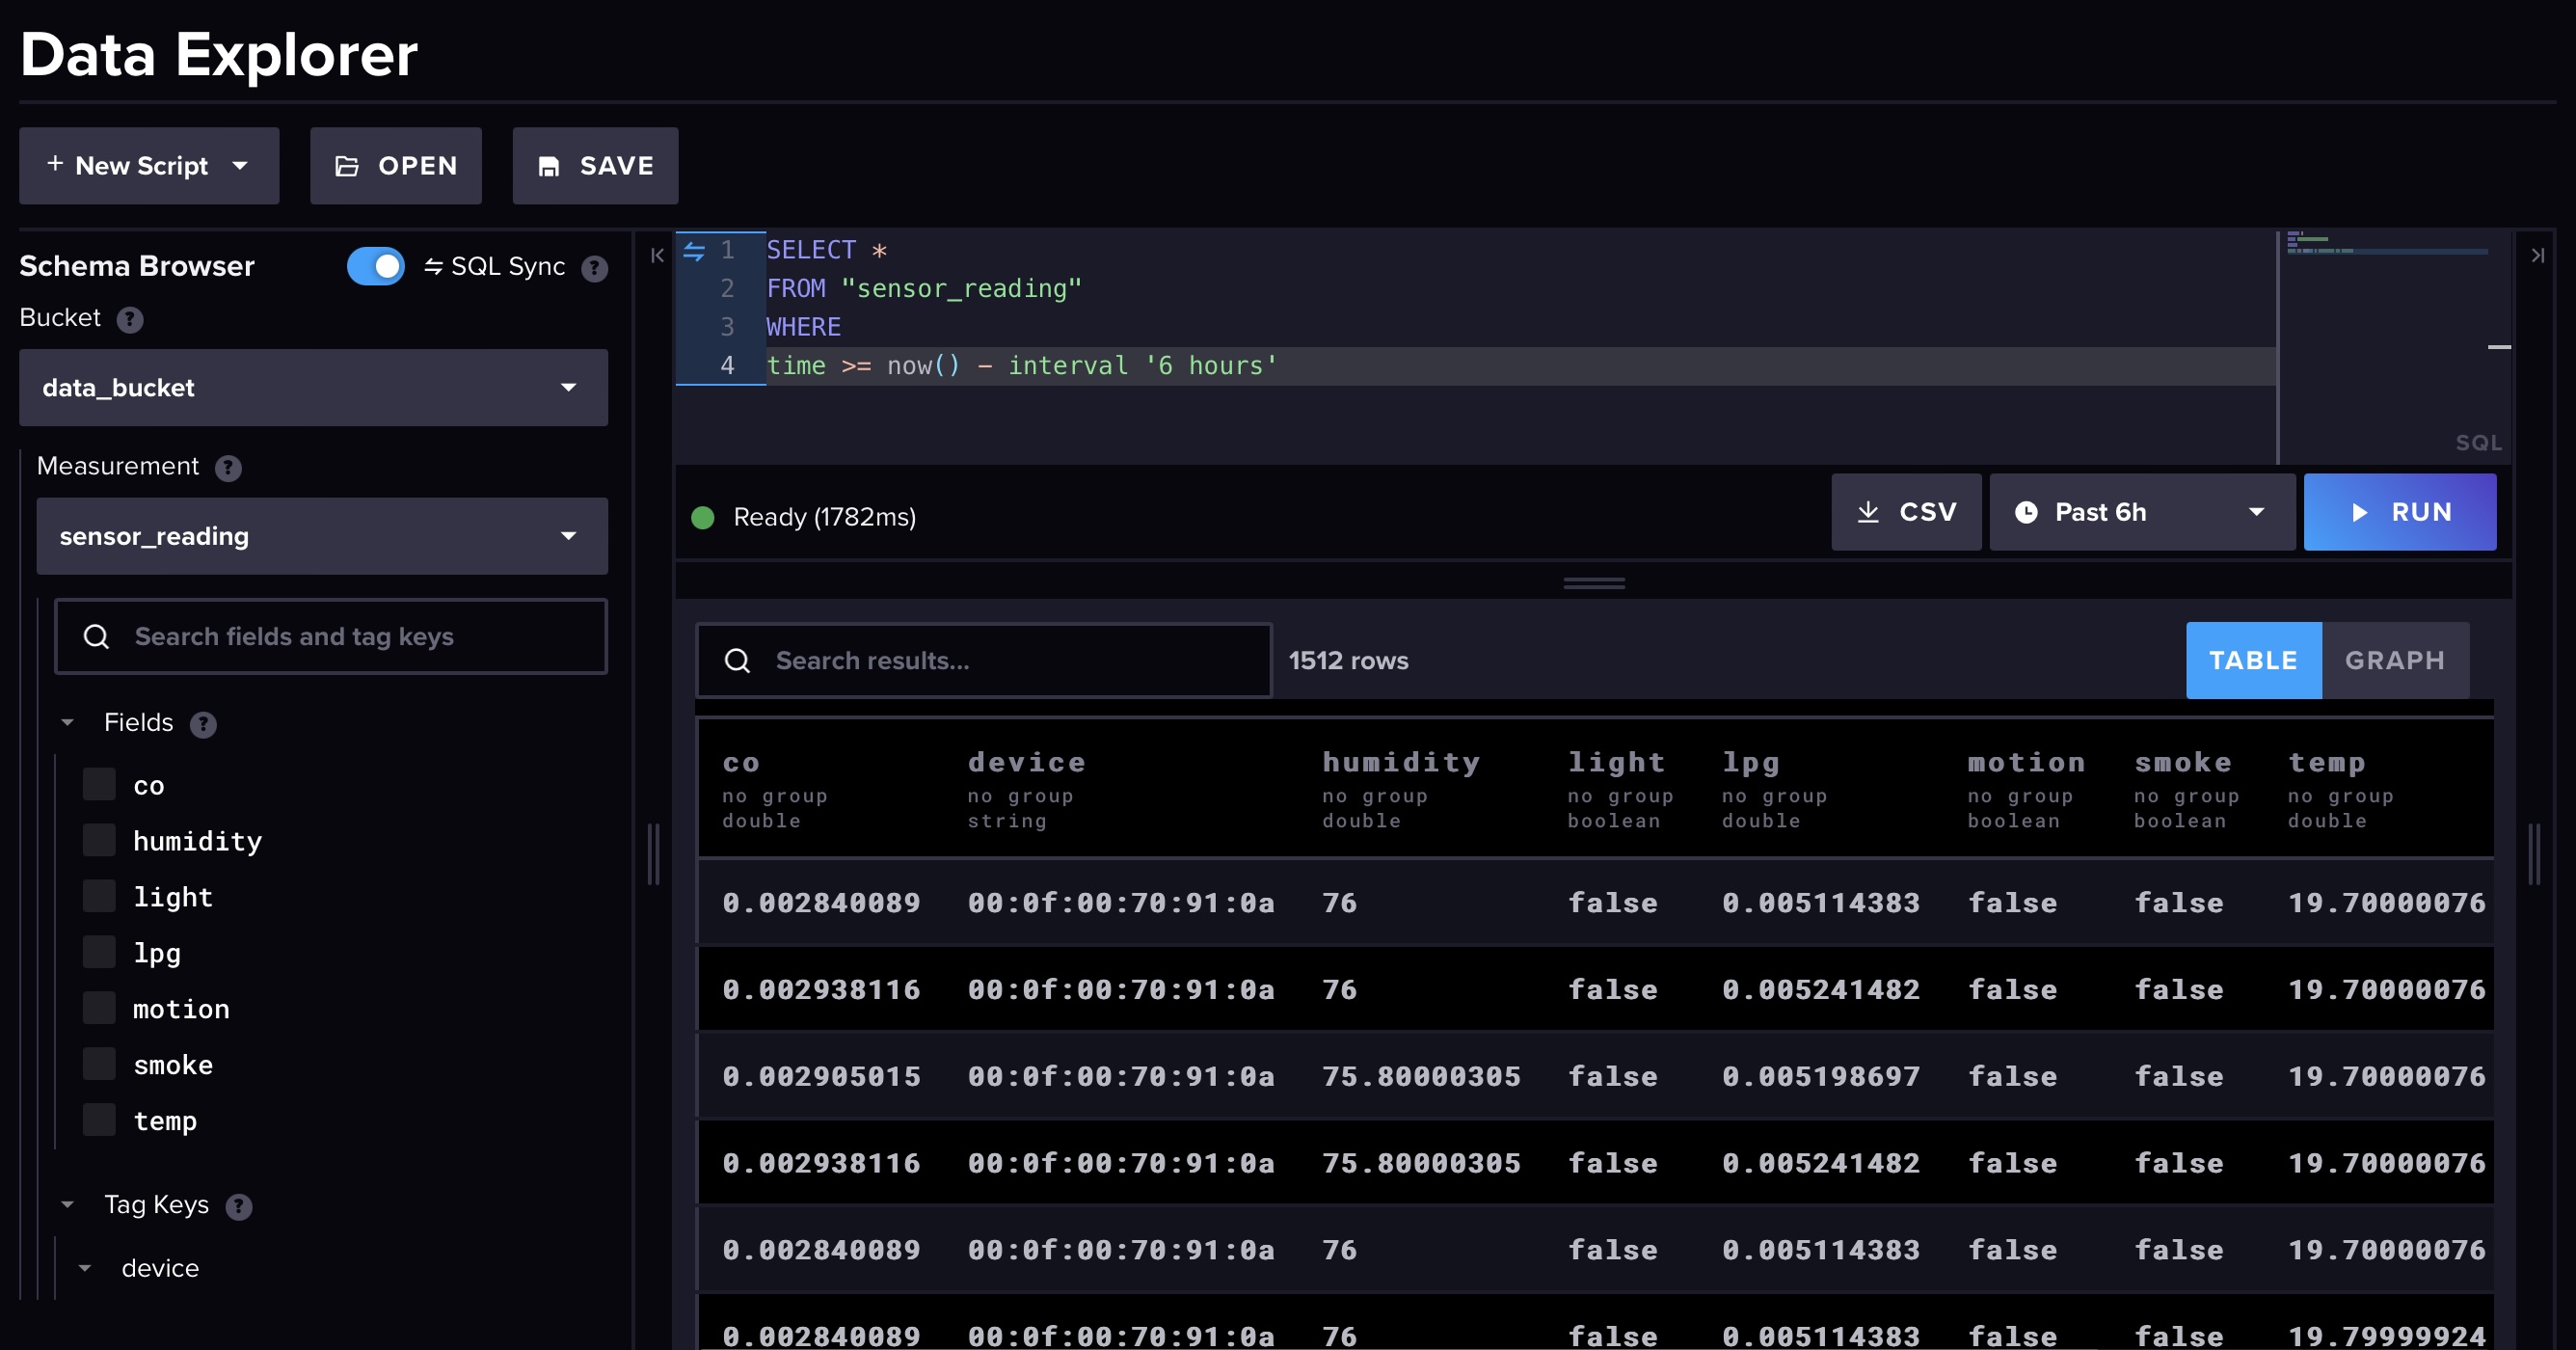 Data Explorer
+ New Script
OPEN
SAVE
Schema Browser
SQL Sync ?
Bucket ?
data_bucket
Measurement ?
sensor_reading
Search fields and tag keys
Fields ?
co
humidity
light
lpg
motion
smoke
temp
Tag Keys ?
device
1 SELECT *
2 FROM "sensor_reading"
3 WHERE
4 time >= now() - interval '6 hours'
SQL
Ready (1782ms)
CSV
Past 6h
RUN
Search results...
1512 rows
TABLE
GRAPH
co device humidity light lpg motion smoke temp
no group no group no group no group no group no group no group no group
double string double boolean double boolean boolean double
0.002840089 00:0f:00:70:91:0a 76 false 0.005114383 false false 19.70000076
0.002938116 00:0f:00:70:91:0a 76 false 0.005241482 false false 19.70000076
0.002905015 00:0f:00:70:91:0a 75.80000305 false 0.005198697 false false 19.70000076
0.002938116 00:0f:00:70:91:0a 75.80000305 false 0.005241482 false false 19.70000076
0.002840089 00:0f:00:70:91:0a 76 false 0.005114383 false false 19.70000076
0.002840089 00:0f:00:70:91:0a 76 false 0.005114383 false false 19.79999924